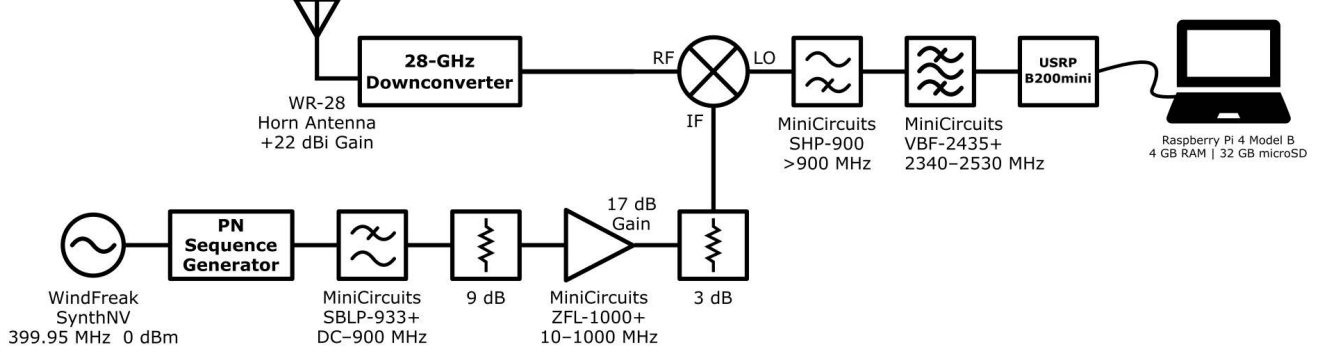 28-GHz
Downconverter
WR-28
Horn Antenna
+22 dBi Gain
RF
LO
IF
MiniCircuits
SHP-900
>900 MHz
MiniCircuits
VBF-2435+
2340–2530 MHz
USRP
B200mini
Raspberry Pi 4 Model B
4 GB RAM | 32 GB microSD
WindFreak
SynthNV
399.95 MHz 0 dBm
PN
Sequence
Generator
MiniCircuits
SBLP-933+
DC–900 MHz
9 dB
17 dB
Gain
MiniCircuits
ZFL-1000+
10–1000 MHz
3 dB